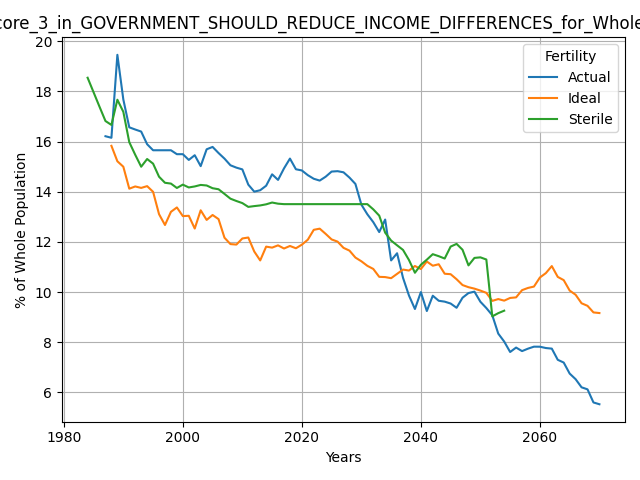 core_3_in_GOVERNMENT_SHOULD_REDUCE_INCOME_DIFFERENCES_for_Whole
20
18
16
14
12
10
8
6
% of Whole Population
1980
2000
2020
2040
2060
Years
Fertility
Actual
Ideal
Sterile